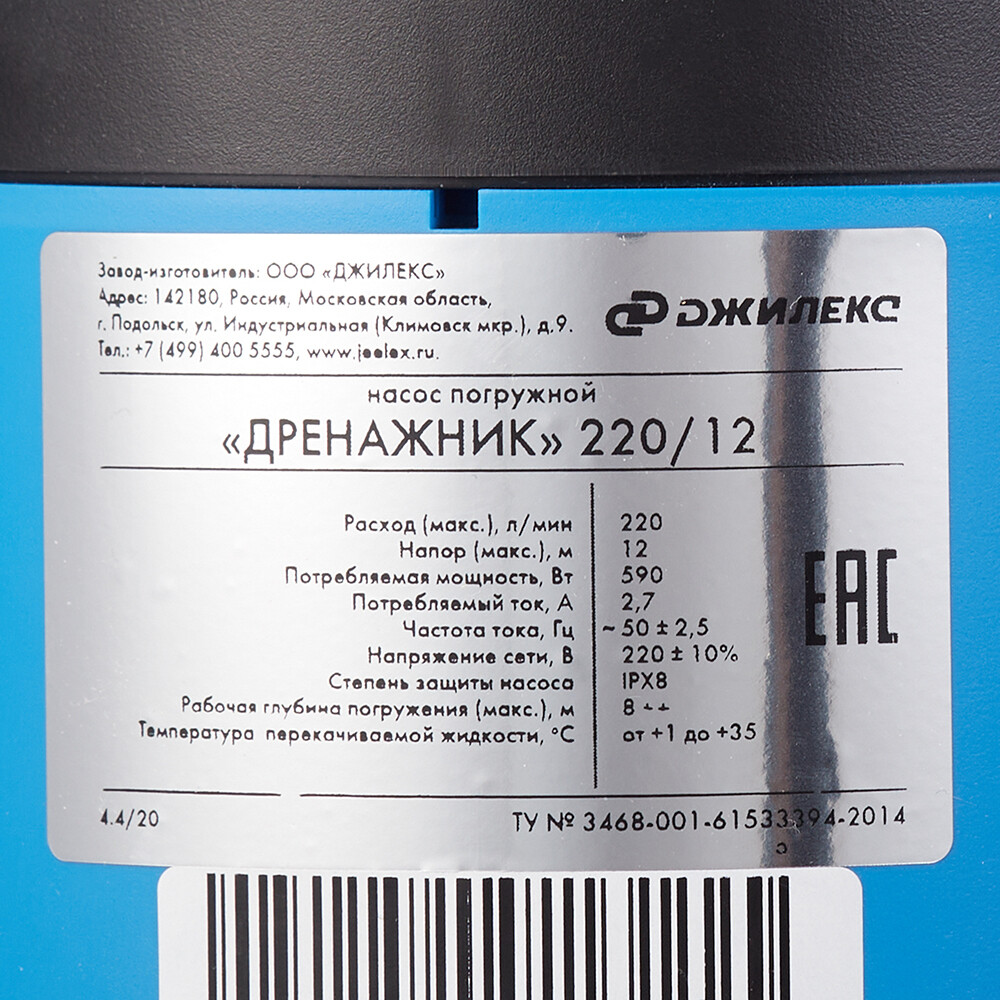 Завод-изготовитель: ООО «ДЖИЛЕКС»
Адрес: 142180, Россия, Московская область,
г. Подольск, ул. Индустриальная (Климовск мкр.), д.9.
Тел.: +7 (499) 400 5555, www.jeelex.ru.
ДЖИЛЕКС
насос погружной
«ДРЕНАЖНИК» 220/12
Расход (макс.), л/мин 220
Напор (макс.), м 12
Потребляемая мощность, Вт 590
Потребляемый ток, А 2,7
Частота тока, Гц ~ 50 ± 2,5
Напряжение сети, В 220 ± 10%
Степень защиты насоса IPX8
Рабочая глубина погружения (макс.), м 8
Температура перекачиваемой жидкости, °С от +1 до +35
ЕАС
4.4/20
ТУ № 3468-001-61533394-2014